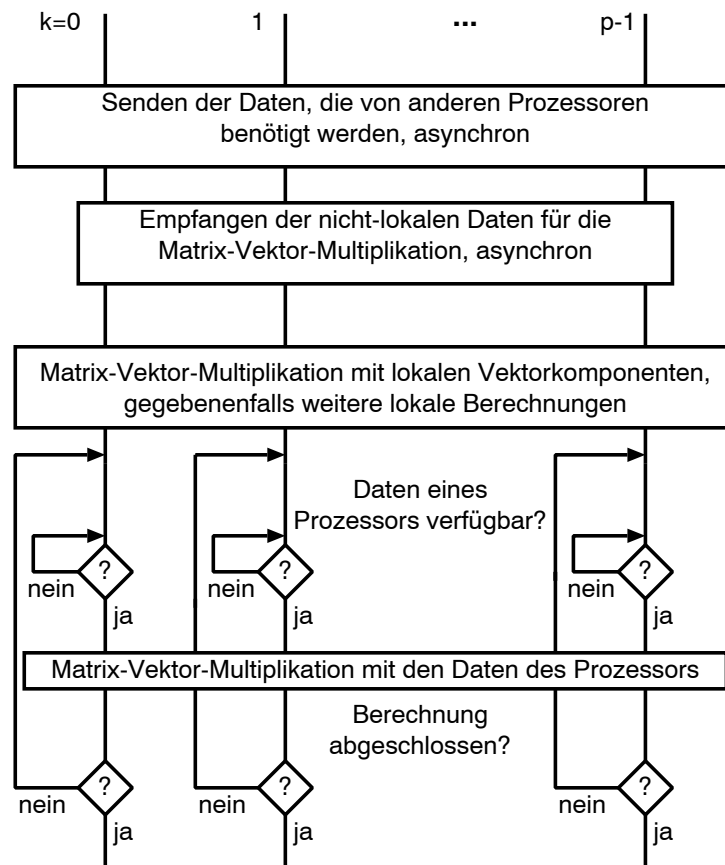 k=0 1 ... p-1
Senden der Daten, die von anderen Prozessoren
benötigt werden, asynchron
Empfangen der nicht-lokalen Daten für die
Matrix-Vektor-Multiplikation, asynchron
Matrix-Vektor-Multiplikation mit lokalen Vektorkomponenten,
gegebenenfalls weitere lokale Berechnungen
Daten eines
Prozessors verfügbar?
? ? ?
nein nein nein
ja ja ja
Matrix-Vektor-Multiplikation mit den Daten des Prozessors
Berechnung
abgeschlossen?
? ? ?
nein nein nein
ja ja ja